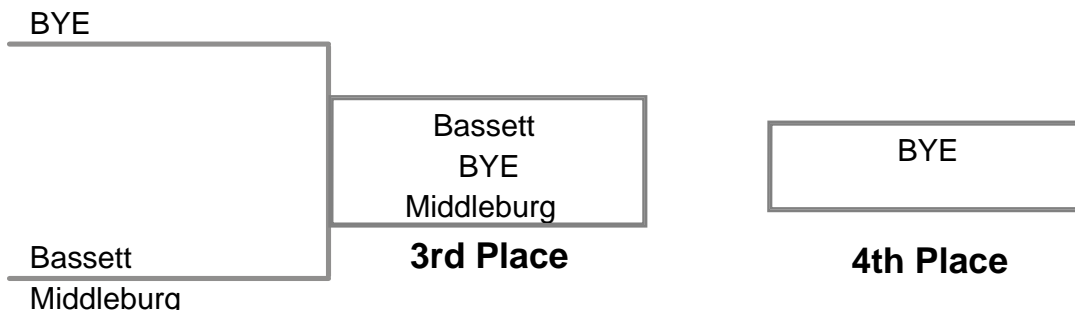 BYE
Bassett
BYE
Middleburg
3rd Place
BYE
4th Place
Bassett
Middleburg